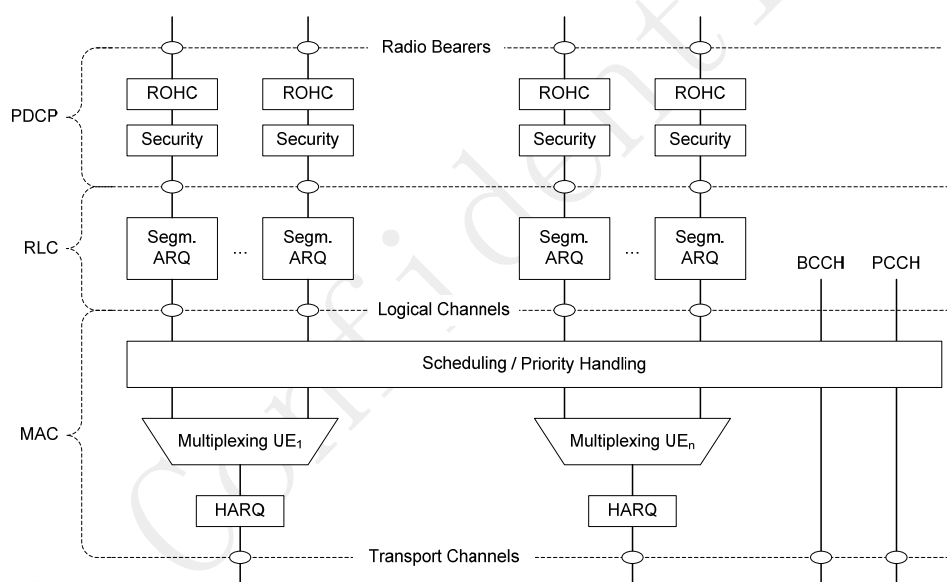 Radio Bearers
ROHC ROHC ROHC ROHC
PDCP
Security Security Security Security
Segm. ARQ ... Segm. ARQ Segm. ARQ ... Segm. ARQ
RLC
BCCH PCCH
Logical Channels
Scheduling / Priority Handling
MAC
Multiplexing UE1 Multiplexing UEn
HARQ HARQ
Transport Channels
Confidenti